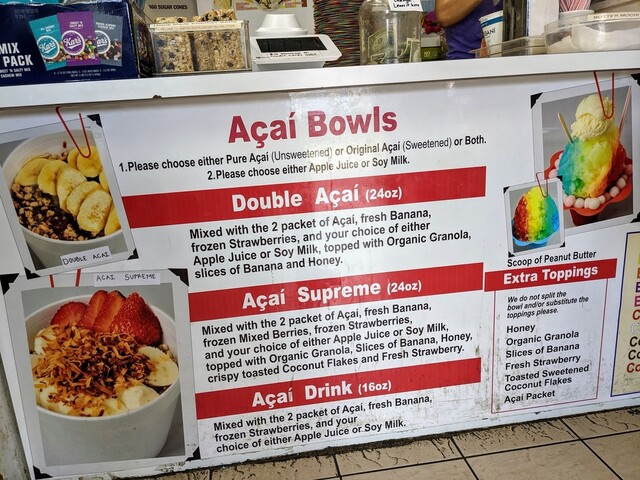 MIX
PACK
Kar's
Kar's
Açaí Bowls
1.Please choose either Pure Açai (Unsweetened) or Original Açai (Sweetened) or Both.
2.Please choose either Apple Juice or Soy Milk.
Double Açaí (24oz)
Mixed with the 2 packet of Açai, fresh Banana,
frozen Strawberries, and your choice of either
Apple Juice or Soy Milk, topped with Organic Granola,
slices of Banana and Honey.
Açaí Supreme (24oz)
Mixed with the 2 packet of Açai, fresh Banana,
frozen Mixed Berries, frozen Strawberries,
and your choice of either Apple Juice or Soy Milk,
topped with Organic Granola, Slices of Banana, Honey,
crispy toasted Coconut Flakes and Fresh Strawberry.
Açaí Drink (16oz)
Mixed with the 2 packet of Açai, fresh Banana,
frozen Strawberries, and your
choice of either Apple Juice or Soy Milk.
DOUBLE ACAI
ACAI SUPREME
Scoop of Peanut Butter
Extra Toppings
We do not split the
bowl and/or substitute the
toppings please.
Honey
Organic Granola
Slices of Banana
Fresh Strawberry
Toasted Sweetened
Coconut Flakes
Açai Packet